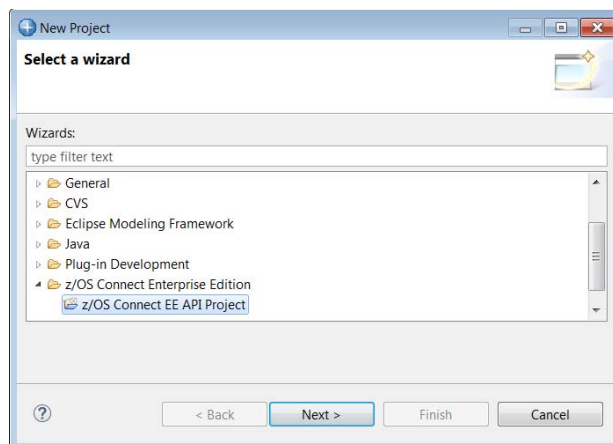 New Project
Select a wizard
Wizards:
type filter text
General
CVS
Eclipse Modeling Framework
Java
Plug-in Development
z/OS Connect Enterprise Edition
z/OS Connect EE API Project
? < Back Next > Finish Cancel